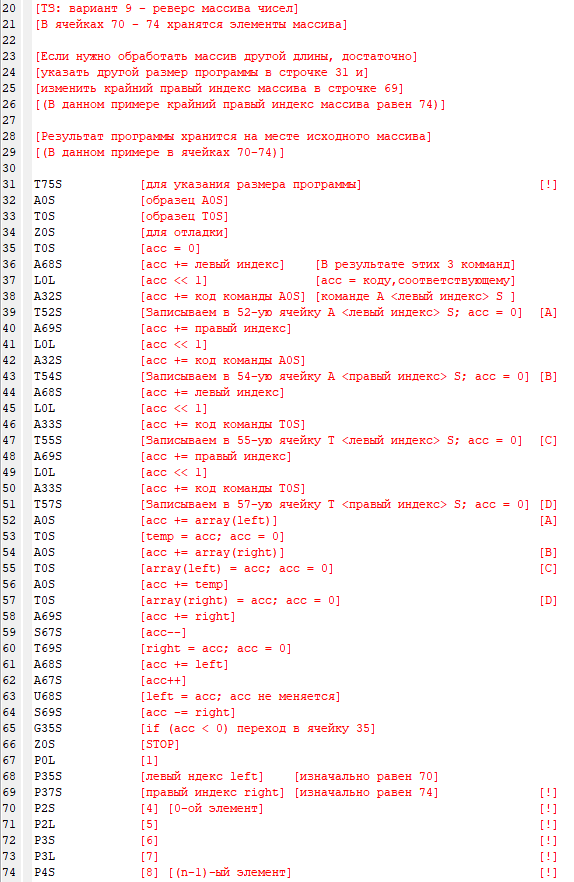 20 [ТЗ: вариант 9 - реверс массива чисел]
21 [В ячейках 70 - 74 хранятся элементы массива]
22
23 [Если нужно обработать массив другой длины, достаточно]
24 [указать другой размер программы в строчке 31 и]
25 [изменить крайний правый индекс массива в строчке 69]
26 [(В данном примере крайний правый индекс массива равен 74)]
27
28 [Результат программы хранится на месте исходного массива]
29 [(В данном примере в ячейках 70-74)]
30
31 T75S [для указания размера программы] [!]
32 A0S [образец A0S]
33 T0S [образец T0S]
34 Z0S [для отладки]
35 T0S [acc = 0]
36 A68S [acc += левый индекс] [В результате этих 3 комманд]
37 L0L [acc << 1] [acc = коду,соответствующему]
38 A32S [acc += код команды A0S] [команде A <левый индекс> S ]
39 T52S [Записываем в 52-ую ячейку A <левый индекс> S; acc = 0] [A]
40 A69S [acc += правый индекс]
41 L0L [acc << 1]
42 A32S [acc += код команды A0S]
43 T54S [Записываем в 54-ую ячейку A <правый индекс> S; acc = 0] [B]
44 A68S [acc += левый индекс]
45 L0L [acc << 1]
46 A33S [acc += код команды T0S]
47 T55S [Записываем в 55-ую ячейку T <левый индекс> S; acc = 0] [C]
48 A69S [acc += правый индекс]
49 L0L [acc << 1]
50 A33S [acc += код команды T0S]
51 T57S [Записываем в 57-ую ячейку T <правый индекс> S; acc = 0] [D]
52 A0S [acc += array(left)] [A]
53 T0S [temp = acc; acc = 0]
54 A0S [acc += array(right)] [B]
55 T0S [array(left) = acc; acc = 0] [C]
56 A0S [acc += temp]
57 T0S [array(right) = acc; acc = 0] [D]
58 A69S [acc += right]
59 S67S [acc--]
60 T69S [right = acc; acc = 0]
61 A68S [acc += left]
62 A67S [acc++]
63 U68S [left = acc; acc не меняется]
64 S69S [acc -= right]
65 G35S [if (acc < 0) переход в ячейку 35]
66 Z0S [STOP]
67 P0L [1]
68 P35S [левый ндекс left] [изначально равен 70]
69 P37S [правый индекс right] [изначально равен 74] [!]
70 P2S [4] [0-ой элемент] [!]
71 P2L [5] [!]
72 P3S [6] [!]
73 P3L [7] [!]
74 P4S [8] [(n-1)-ый элемент] [!]